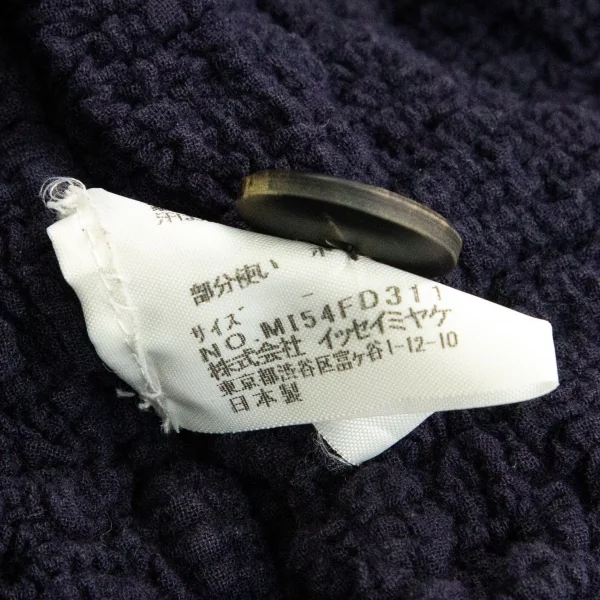 部分使い
サイズ -
NO.MI54FD311
株式会社 イッセイミヤケ
東京都渋谷区富ヶ谷1-12-10
日本製